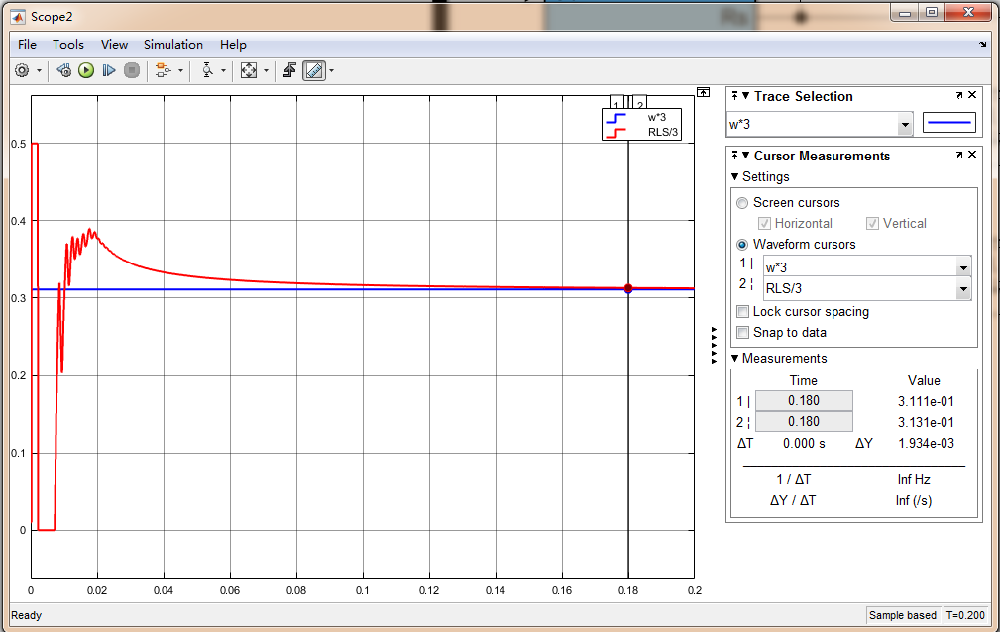 Scope2
Rs
File Tools View Simulation Help
1 2
w*3
RLS/3
0.5
0.4
0.3
0.2
0.1
0
0 0.02 0.04 0.06 0.08 0.1 0.12 0.14 0.16 0.18 0.2
Trace Selection
w*3
Cursor Measurements
Settings
Screen cursors
Horizontal Vertical
Waveform cursors
1 | w*3
2 ¦ RLS/3
Lock cursor spacing
Snap to data
Measurements
Time Value
1 | 0.180 3.111e-01
2 ¦ 0.180 3.131e-01
ΔT 0.000 s ΔY 1.934e-03
1 / ΔT Inf Hz
ΔY / ΔT Inf (/s)
Ready Sample based T=0.200